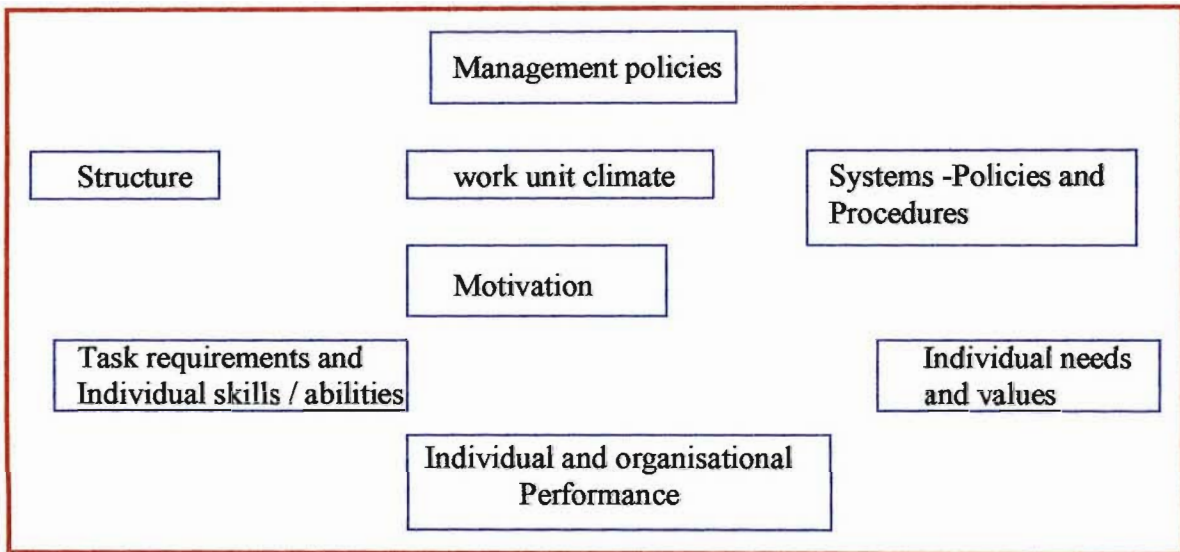 Management policies
Structure
work unit climate
Systems -Policies and
Procedures
Motivation
Task requirements and
Individual skills / abilities
Individual needs
and values
Individual and organisational
Performance